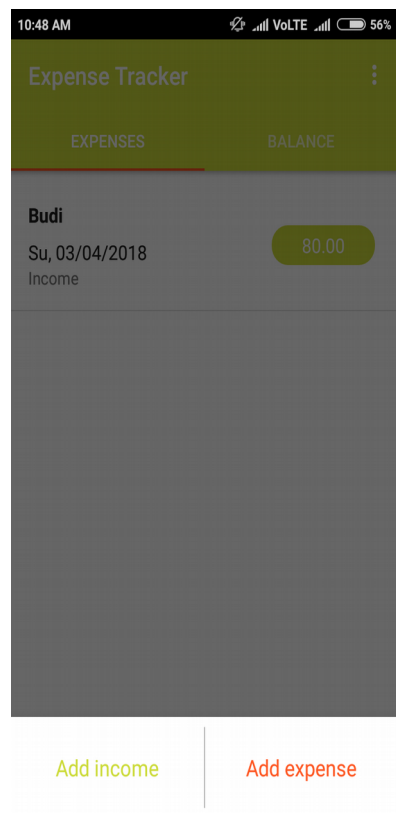 10:48 AM VoLTE 56%
Expense Tracker
EXPENSES BALANCE
Budi
Su, 03/04/2018
80.00
Income
Add income Add expense